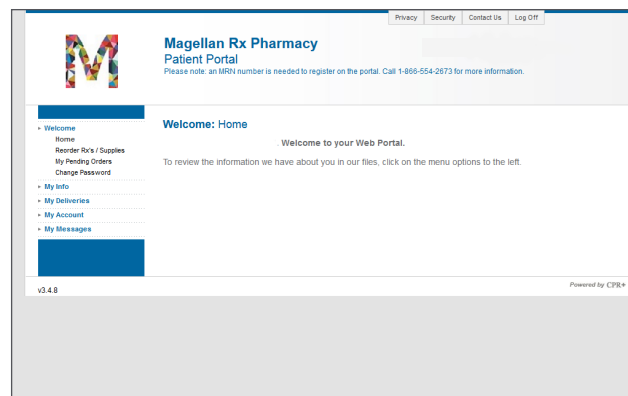 Privacy Security Contact Us Log Off
M
Magellan Rx Pharmacy
Patient Portal
Please note: an MRN number is needed to register on the portal. Call 1-866-554-2673 for more information.
Welcome
Home
Reorder Rx's / Supplies
My Pending Orders
Change Password
My Info
My Deliveries
My Account
My Messages
Welcome: Home
. Welcome to your Web Portal.
To review the information we have about you in our files, click on the menu options to the left.
v3.4.8
Powered by CPR+